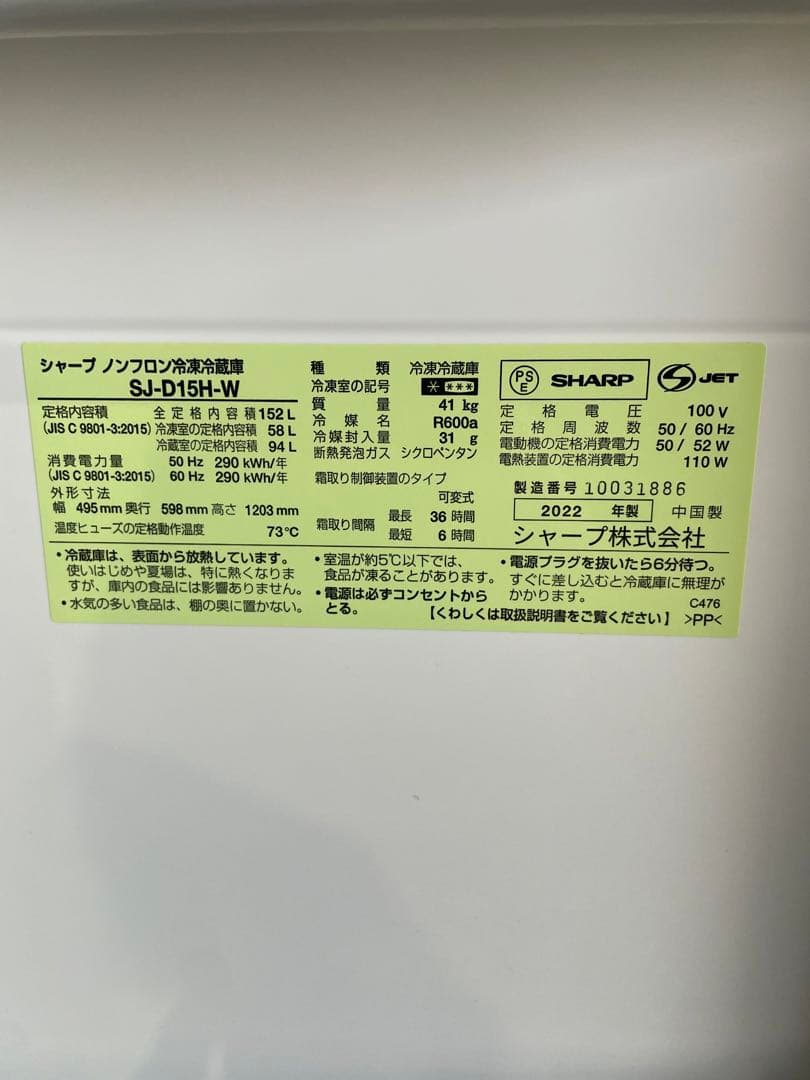 シャープ ノンフロン冷凍冷蔵庫
SJ-D15H-W
定格内容積 全定格内容積 152 L
(JIS C 9801-3:2015) 冷凍室の定格内容積 58 L
冷蔵室の定格内容積 94 L
消費電力量 50 Hz 290 kWh/年
(JIS C 9801-3:2015) 60 Hz 290 kWh/年
外形寸法
幅 495 mm 奥行 598 mm 高さ 1203 mm
温度ヒューズの定格動作温度 73℃
種類 冷凍冷蔵庫
冷凍室の記号 ****​*
質量 41 kg
冷媒名 R600a
冷媒封入量 31 g
断熱発泡ガス シクロペンタン
霜取り制御装置のタイプ
可変式
霜取り間隔 最長 36 時間
最短 6 時間
PSE SHARP JET
定格電圧 100 V
定格周波数 50 / 60 Hz
電動機の定格消費電力 50 / 52 W
電熱装置の定格消費電力 110 W
製造番号 10031886
2022 年製 中国製
シャープ株式会社
・冷蔵庫は、表面から放熱しています。
使いはじめや夏場は、特に熱くなりま
すが、庫内の食品には影響ありません。
・水気の多い食品は、棚の奥に置かない。
・室温が約5℃以下では、
食品が凍ることがあります。
・電源は必ずコンセントから
とる。
・電源プラグを抜いたら6分待つ。
すぐに差し込むと冷蔵庫に無理が
かかります。
C476
【くわしくは取扱説明書をご覧ください】 >PP<